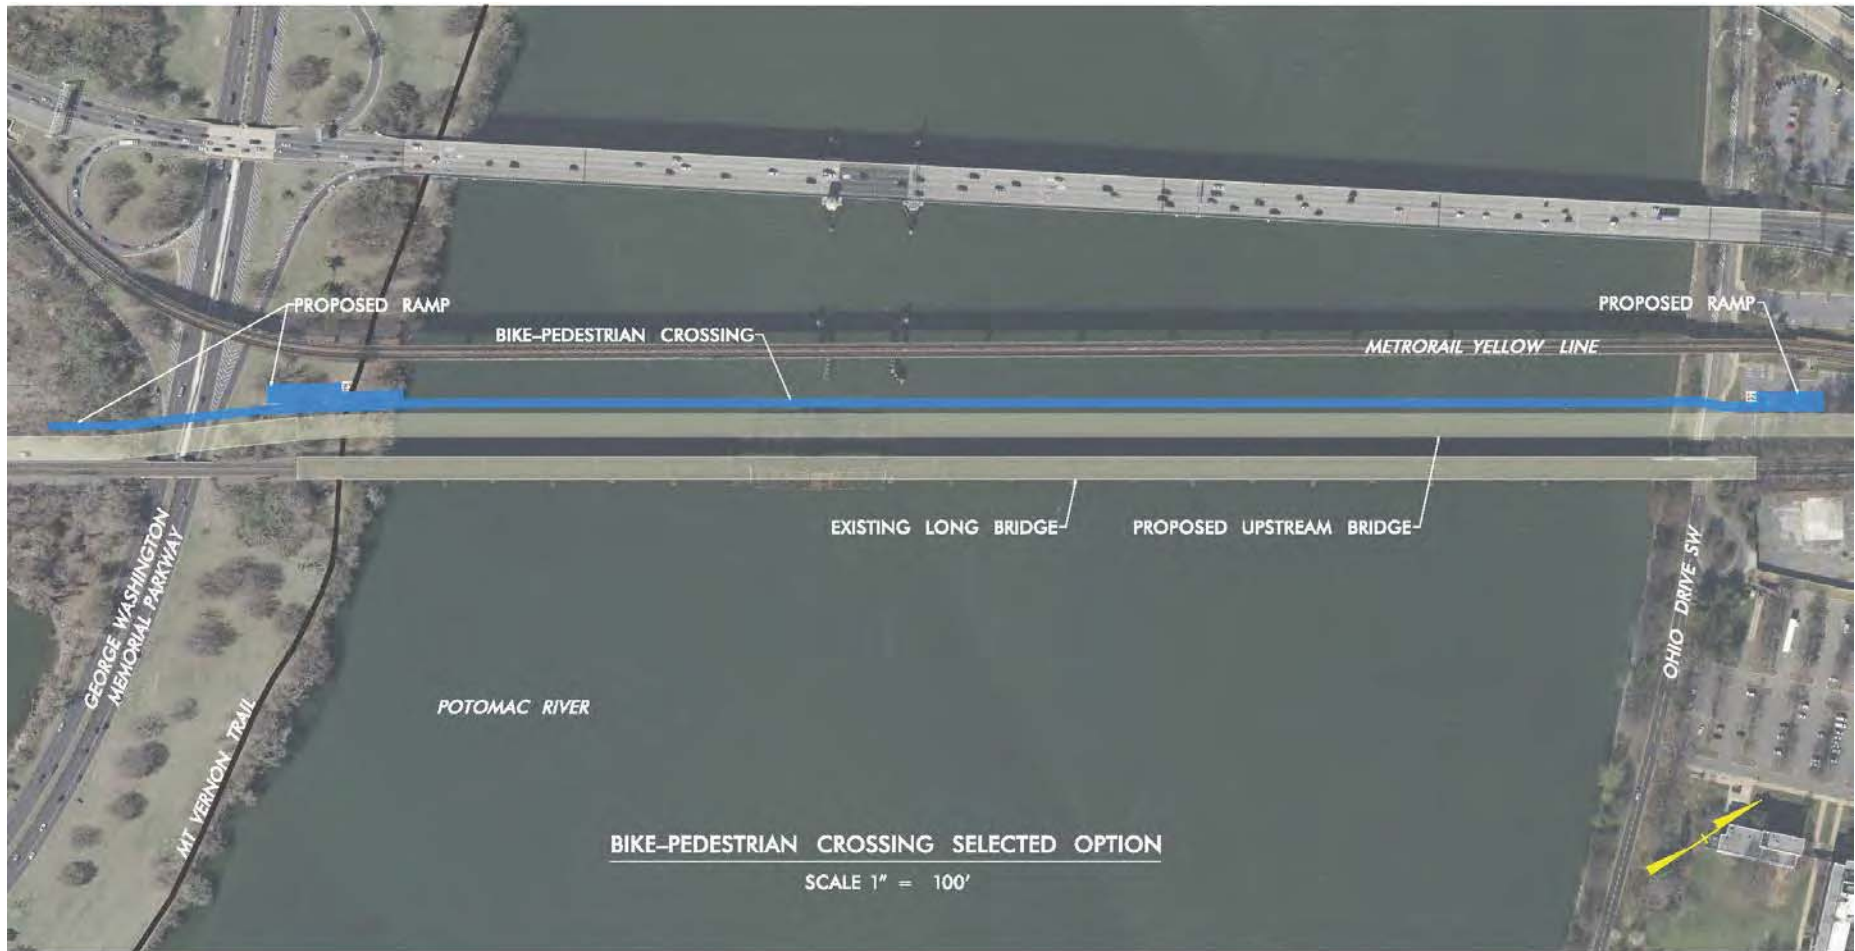 PROPOSED RAMP
PROPOSED RAMP
BIKE–PEDESTRIAN CROSSING
METRORAIL YELLOW LINE
EXISTING LONG BRIDGE
PROPOSED UPSTREAM BRIDGE
GEORGE WASHINGTON
MEMORIAL PARKWAY
OHIO DRIVE SW
POTOMAC RIVER
MT VERNON TRAIL
BIKE–PEDESTRIAN CROSSING SELECTED OPTION
SCALE 1" = 100'